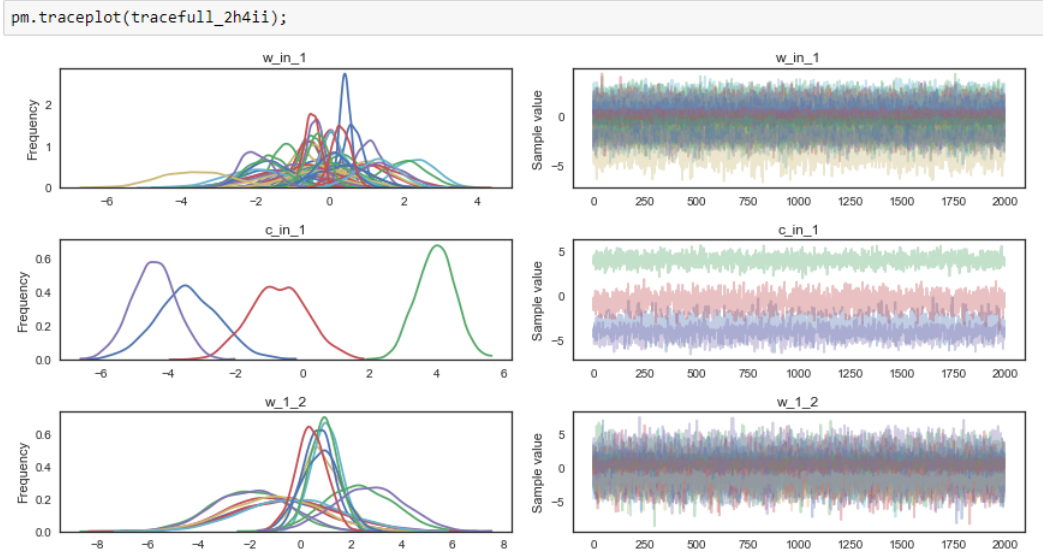 pm.traceplot(tracefull_2h4ii);
w_in_1 w_in_1
Frequency
2
1
0
Sample value
0
−5
−6 −4 −2 0 2 4
0 250 500 750 1000 1250 1500 1750 2000
c_in_1 c_in_1
Frequency
0.6
0.4
0.2
0.0
Sample value
5
0
−5
−6 −4 −2 0 2 4 6
0 250 500 750 1000 1250 1500 1750 2000
w_1_2 w_1_2
Frequency
0.6
0.4
0.2
0.0
Sample value
5
0
−5
−8 −6 −4 −2 0 2 4 6 8
0 250 500 750 1000 1250 1500 1750 2000